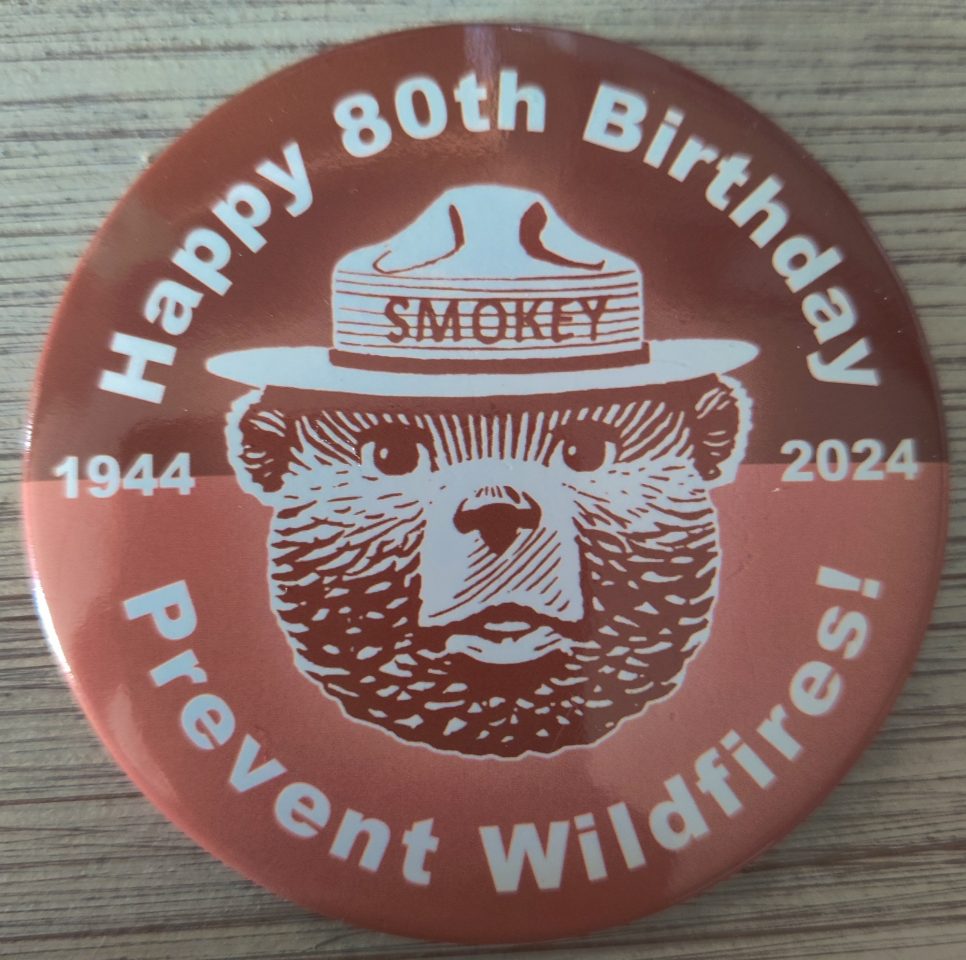 Happy 80th Birthday
SMOKEY
1944
2024
Prevent Wildfires!